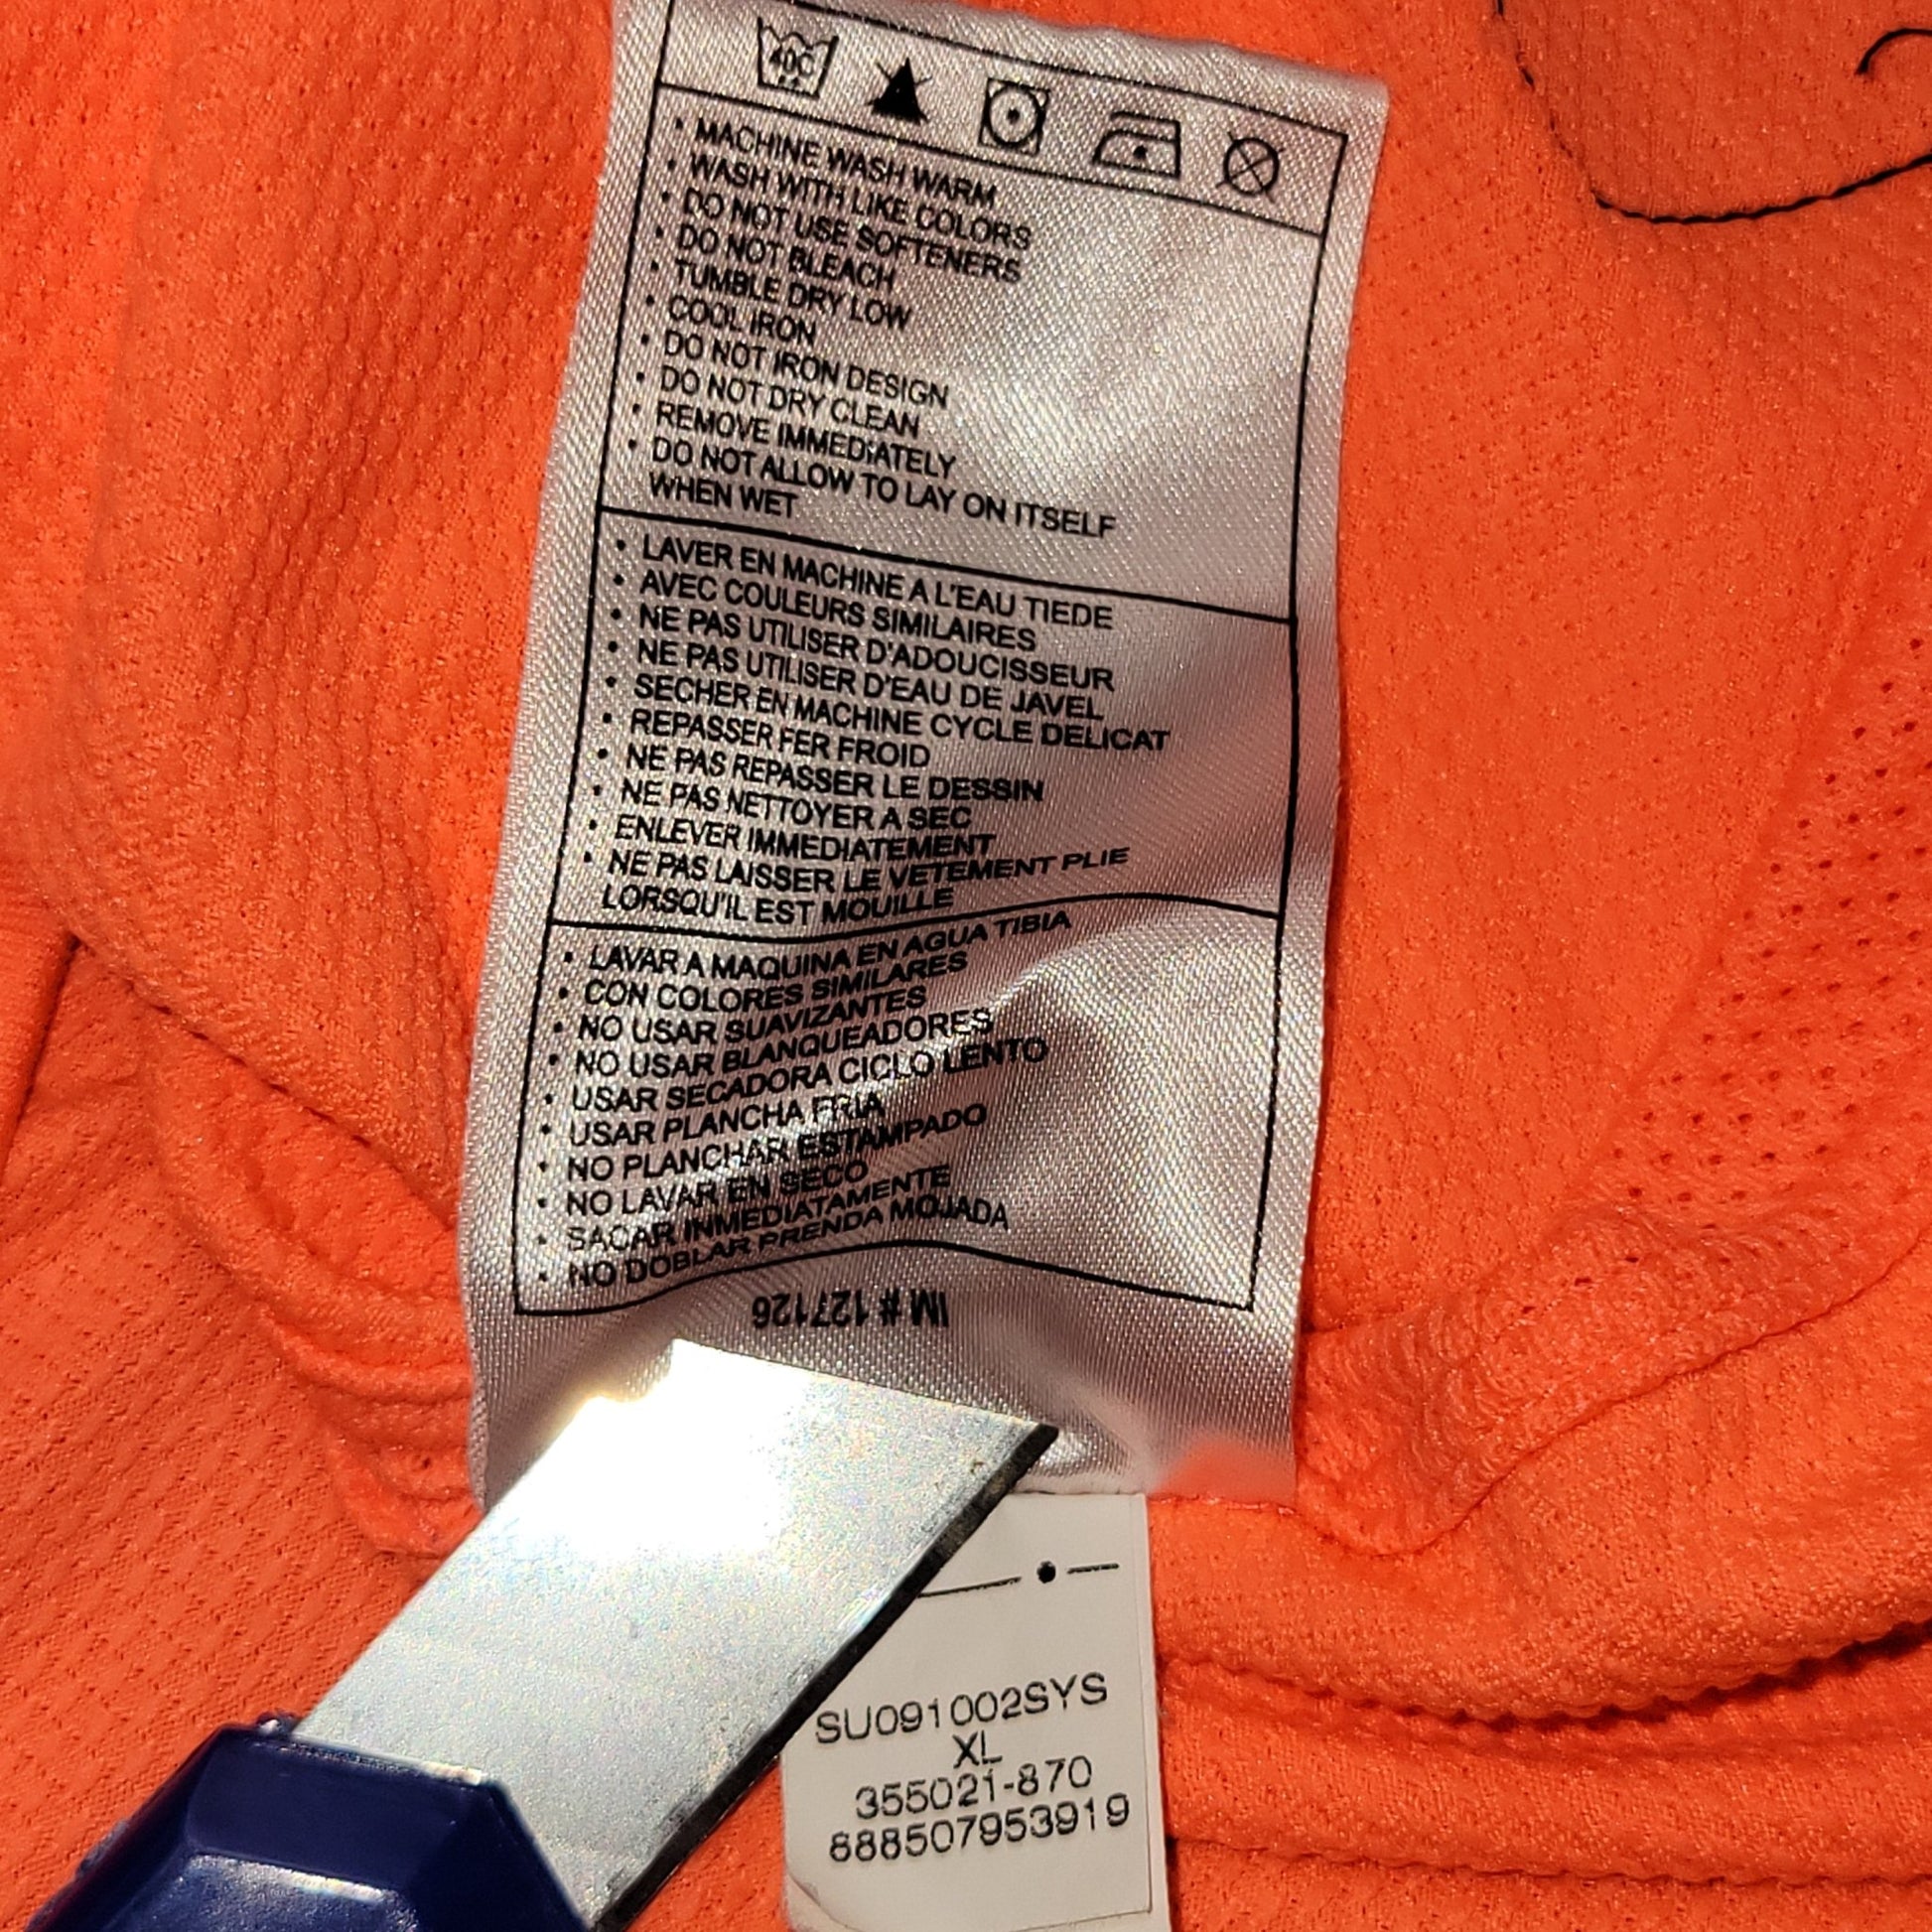 40C
• MACHINE WASH WARM
• WASH WITH LIKE COLORS
• DO NOT USE SOFTENERS
• DO NOT BLEACH
• TUMBLE DRY LOW
• COOL IRON
• DO NOT IRON DESIGN
• DO NOT DRY CLEAN
• REMOVE IMMEDIATELY
• DO NOT ALLOW TO LAY ON ITSELF
WHEN WET
• LAVER EN MACHINE A L'EAU TIEDE
• AVEC COULEURS SIMILAIRES
• NE PAS UTILISER D'ADOUCISSEUR
• NE PAS UTILISER D'EAU DE JAVEL
• SECHER EN MACHINE CYCLE DELICAT
• REPASSER FER FROID
• NE PAS REPASSER LE DESSIN
• NE PAS NETTOYER A SEC
• ENLEVER IMMEDIATEMENT
• NE PAS LAISSER LE VETEMENT PLIE
LORSQU'IL EST MOUILLE
• LAVAR A MAQUINA EN AGUA TIBIA
• CON COLORES SIMILARES
• NO USAR SUAVIZANTES
• NO USAR BLANQUEADORES
• USAR SECADORA CICLO LENTO
• USAR PLANCHA FRIA
• NO PLANCHAR ESTAMPADO
• NO LAVAR EN SECO
• SACAR INMEDIATAMENTE
• NO DOBLAR PRENDA MOJADA
IM # 127126
SU091002SYS
XL
355021-870
888507953919